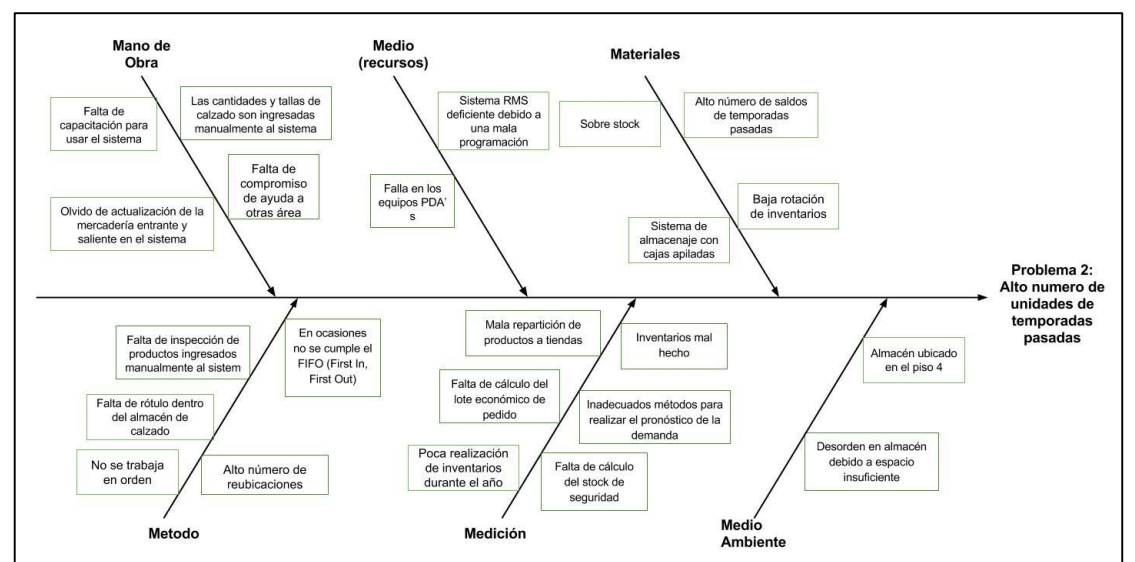 Mano de
Obra
Falta de
capacitación para
usar el sistema
Las cantidades y tallas de
calzado son ingresadas
manualmente al sistema
Falta de
compromiso
de ayuda a
otras área
Olvido de actualización de la
mercadería entrante y
saliente en el sistema
Medio
(recursos)
Sistema RMS
deficiente debido a
una mala
programación
Falla en los
equipos PDA'
s
Materiales
Sobre stock
Alto número de saldos
de temporadas
pasadas
Baja rotación
de inventarios
Sistema de
almacenaje con
cajas apiladas
Problema 2:
Alto numero de
unidades de
temporadas
pasadas
Falta de inspección de
productos ingresados
manualmente al sistem
En ocasiones
no se cumple el
FIFO (First In,
First Out)
Falta de rótulo dentro
del almacén de
calzado
No se trabaja
en orden
Alto número de
reubicaciones
Metodo
Mala repartición de
productos a tiendas
Inventarios mal
hecho
Falta de cálculo del
lote económico de
pedido
Inadecuados métodos para
realizar el pronóstico de la
demanda
Poca realización
de inventarios
durante el año
Falta de cálculo
del stock de
seguridad
Medición
Almacén ubicado
en el piso 4
Desorden en almacén
debido a espacio
insuficiente
Medio
Ambiente